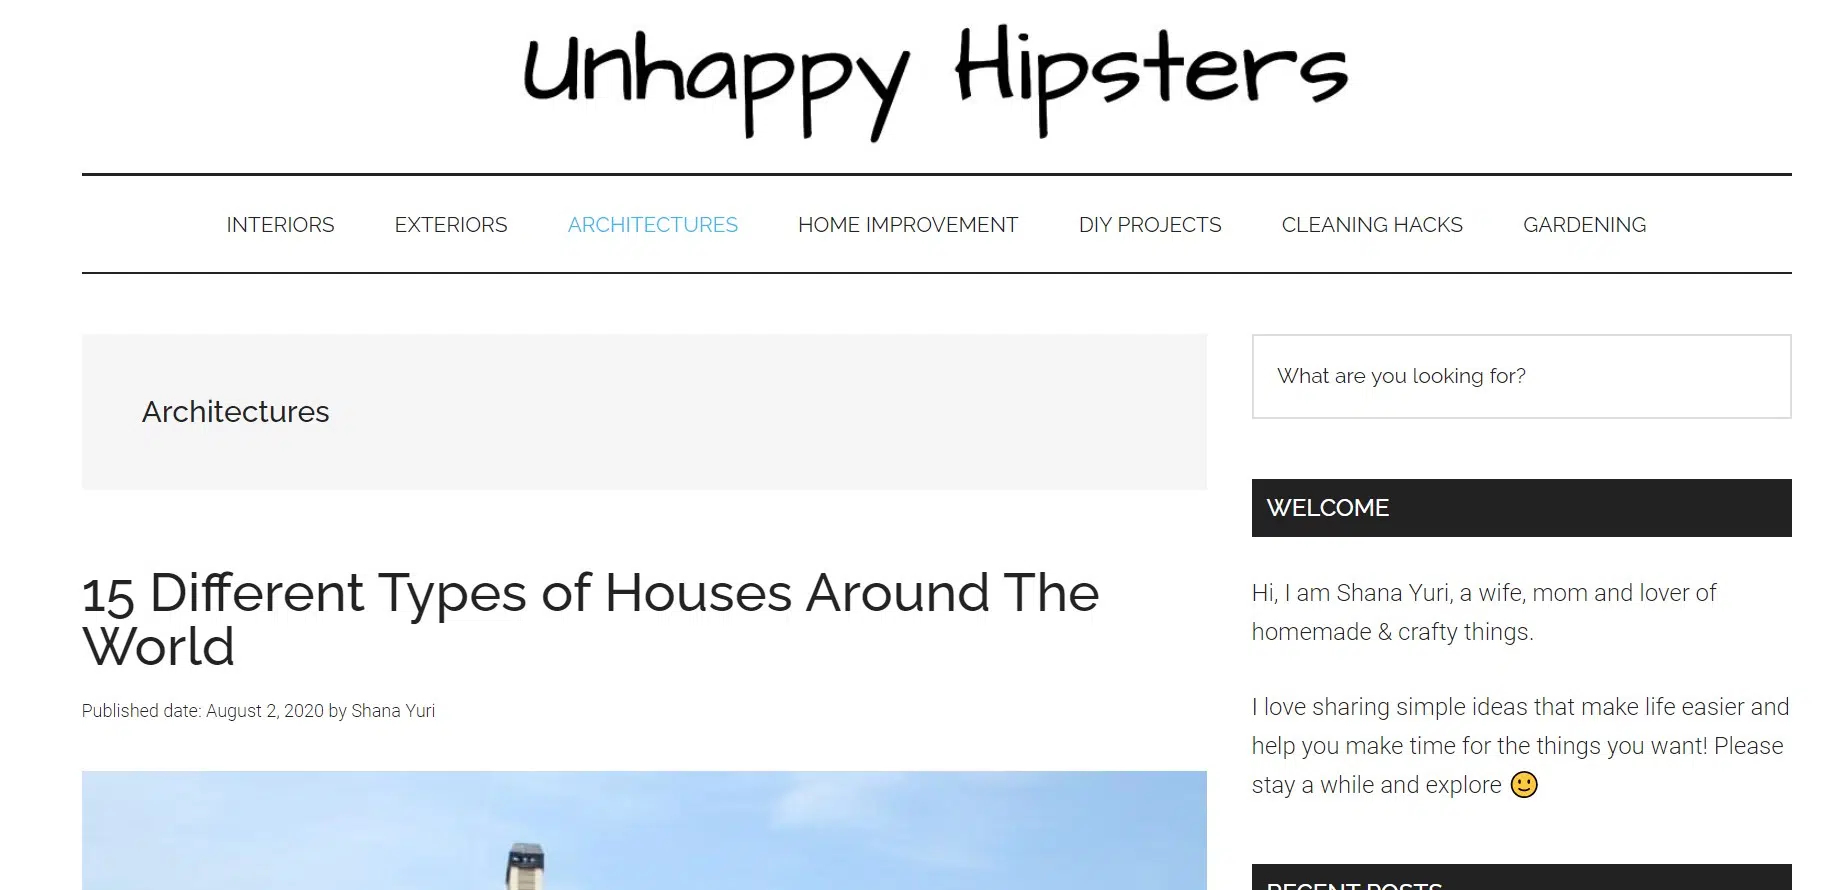 Unhappy Hipsters
INTERIORS EXTERIORS ARCHITECTURES HOME IMPROVEMENT DIY PROJECTS CLEANING HACKS GARDENING
Architectures
15 Different Types of Houses Around The
World
Published date: August 2, 2020 by Shana Yuri
What are you looking for?
WELCOME
Hi, I am Shana Yuri, a wife, mom and lover of
homemade & crafty things.
I love sharing simple ideas that make life easier and
help you make time for the things you want! Please
stay a while and explore 🙂
RECENT POSTS